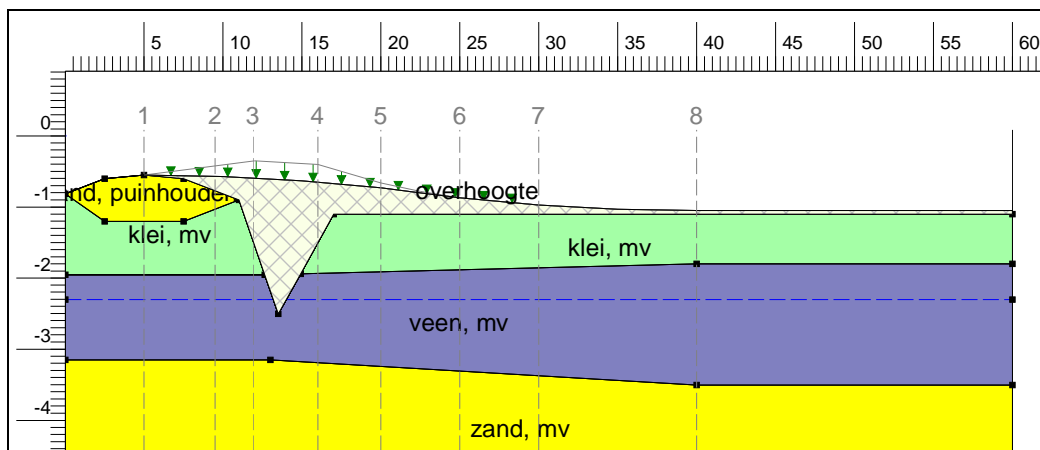 5 10 15 20 25 30 35 40 45 50 55 60
1 2 3 4 5 6 7 8
0
-1
overhoogte
nd, puinhouder
klei, mv
klei, mv
-2
veen, mv
-3
-4
zand, mv